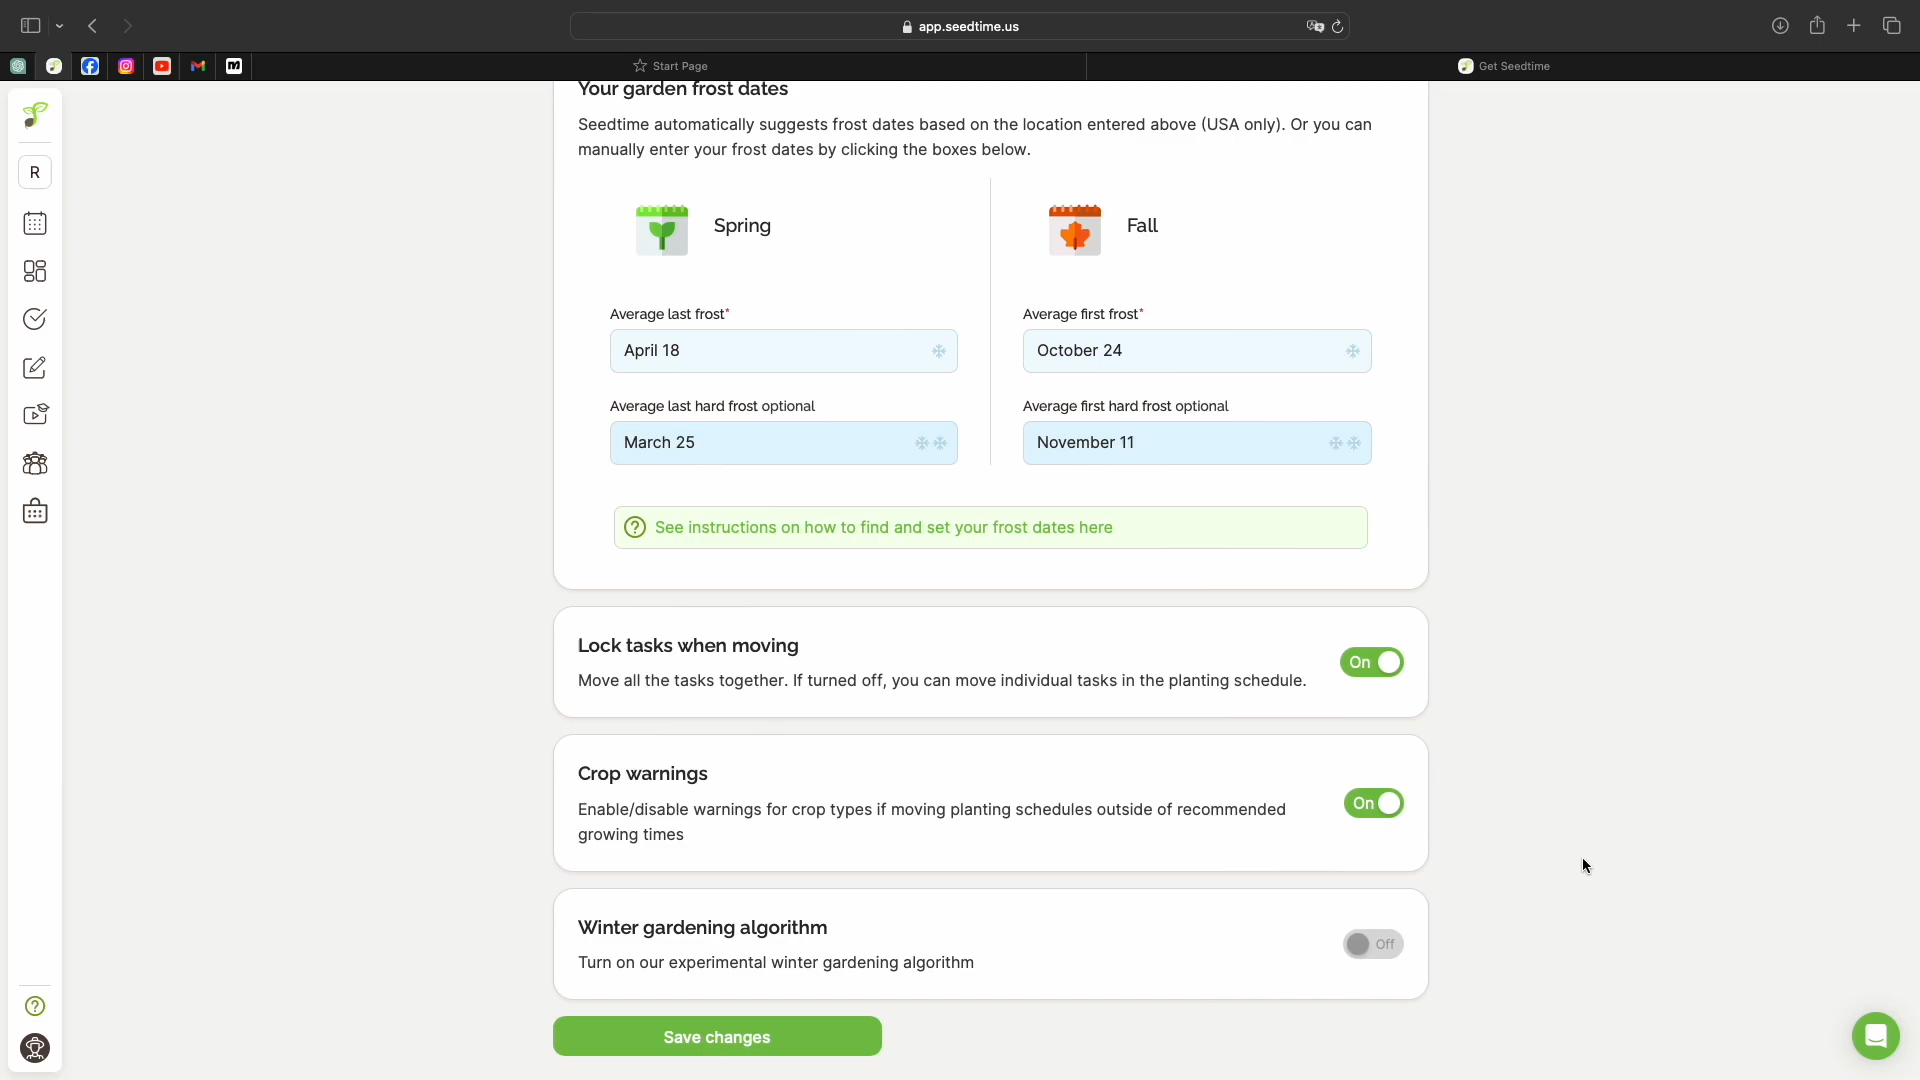 app.seedtime.us
Start Page
Get Seedtime
Your garden frost dates
Seedtime automatically suggests frost dates based on the location entered above (USA only). Or you can
manually enter your frost dates by clicking the boxes below.
R
Spring
Fall
Average last frost*
Average first frost*
April 18
October 24
Average last hard frost optional
Average first hard frost optional
March 25
November 11
See instructions on how to find and set your frost dates here
Lock tasks when moving
On
Move all the tasks together. If turned off, you can move individual tasks in the planting schedule.
Crop warnings
On
Enable/disable warnings for crop types if moving planting schedules outside of recommended
growing times
Winter gardening algorithm
Off
Turn on our experimental winter gardening algorithm
Save changes